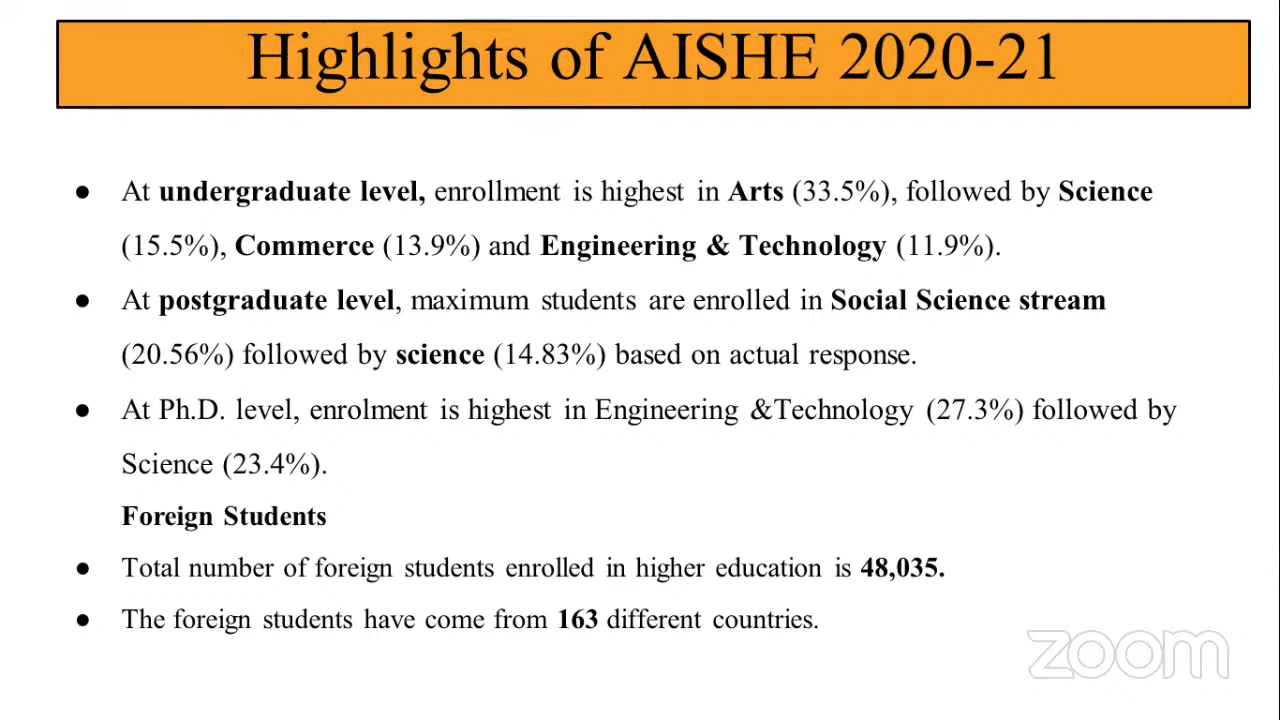 Highlights of AISHE 2020-21
● At undergraduate level, enrollment is highest in Arts (33.5%), followed by Science
(15.5%), Commerce (13.9%) and Engineering & Technology (11.9%).
● At postgraduate level, maximum students are enrolled in Social Science stream
(20.56%) followed by science (14.83%) based on actual response.
● At Ph.D. level, enrolment is highest in Engineering &Technology (27.3%) followed by
Science (23.4%).
Foreign Students
● Total number of foreign students enrolled in higher education is 48,035.
● The foreign students have come from 163 different countries.
zoom